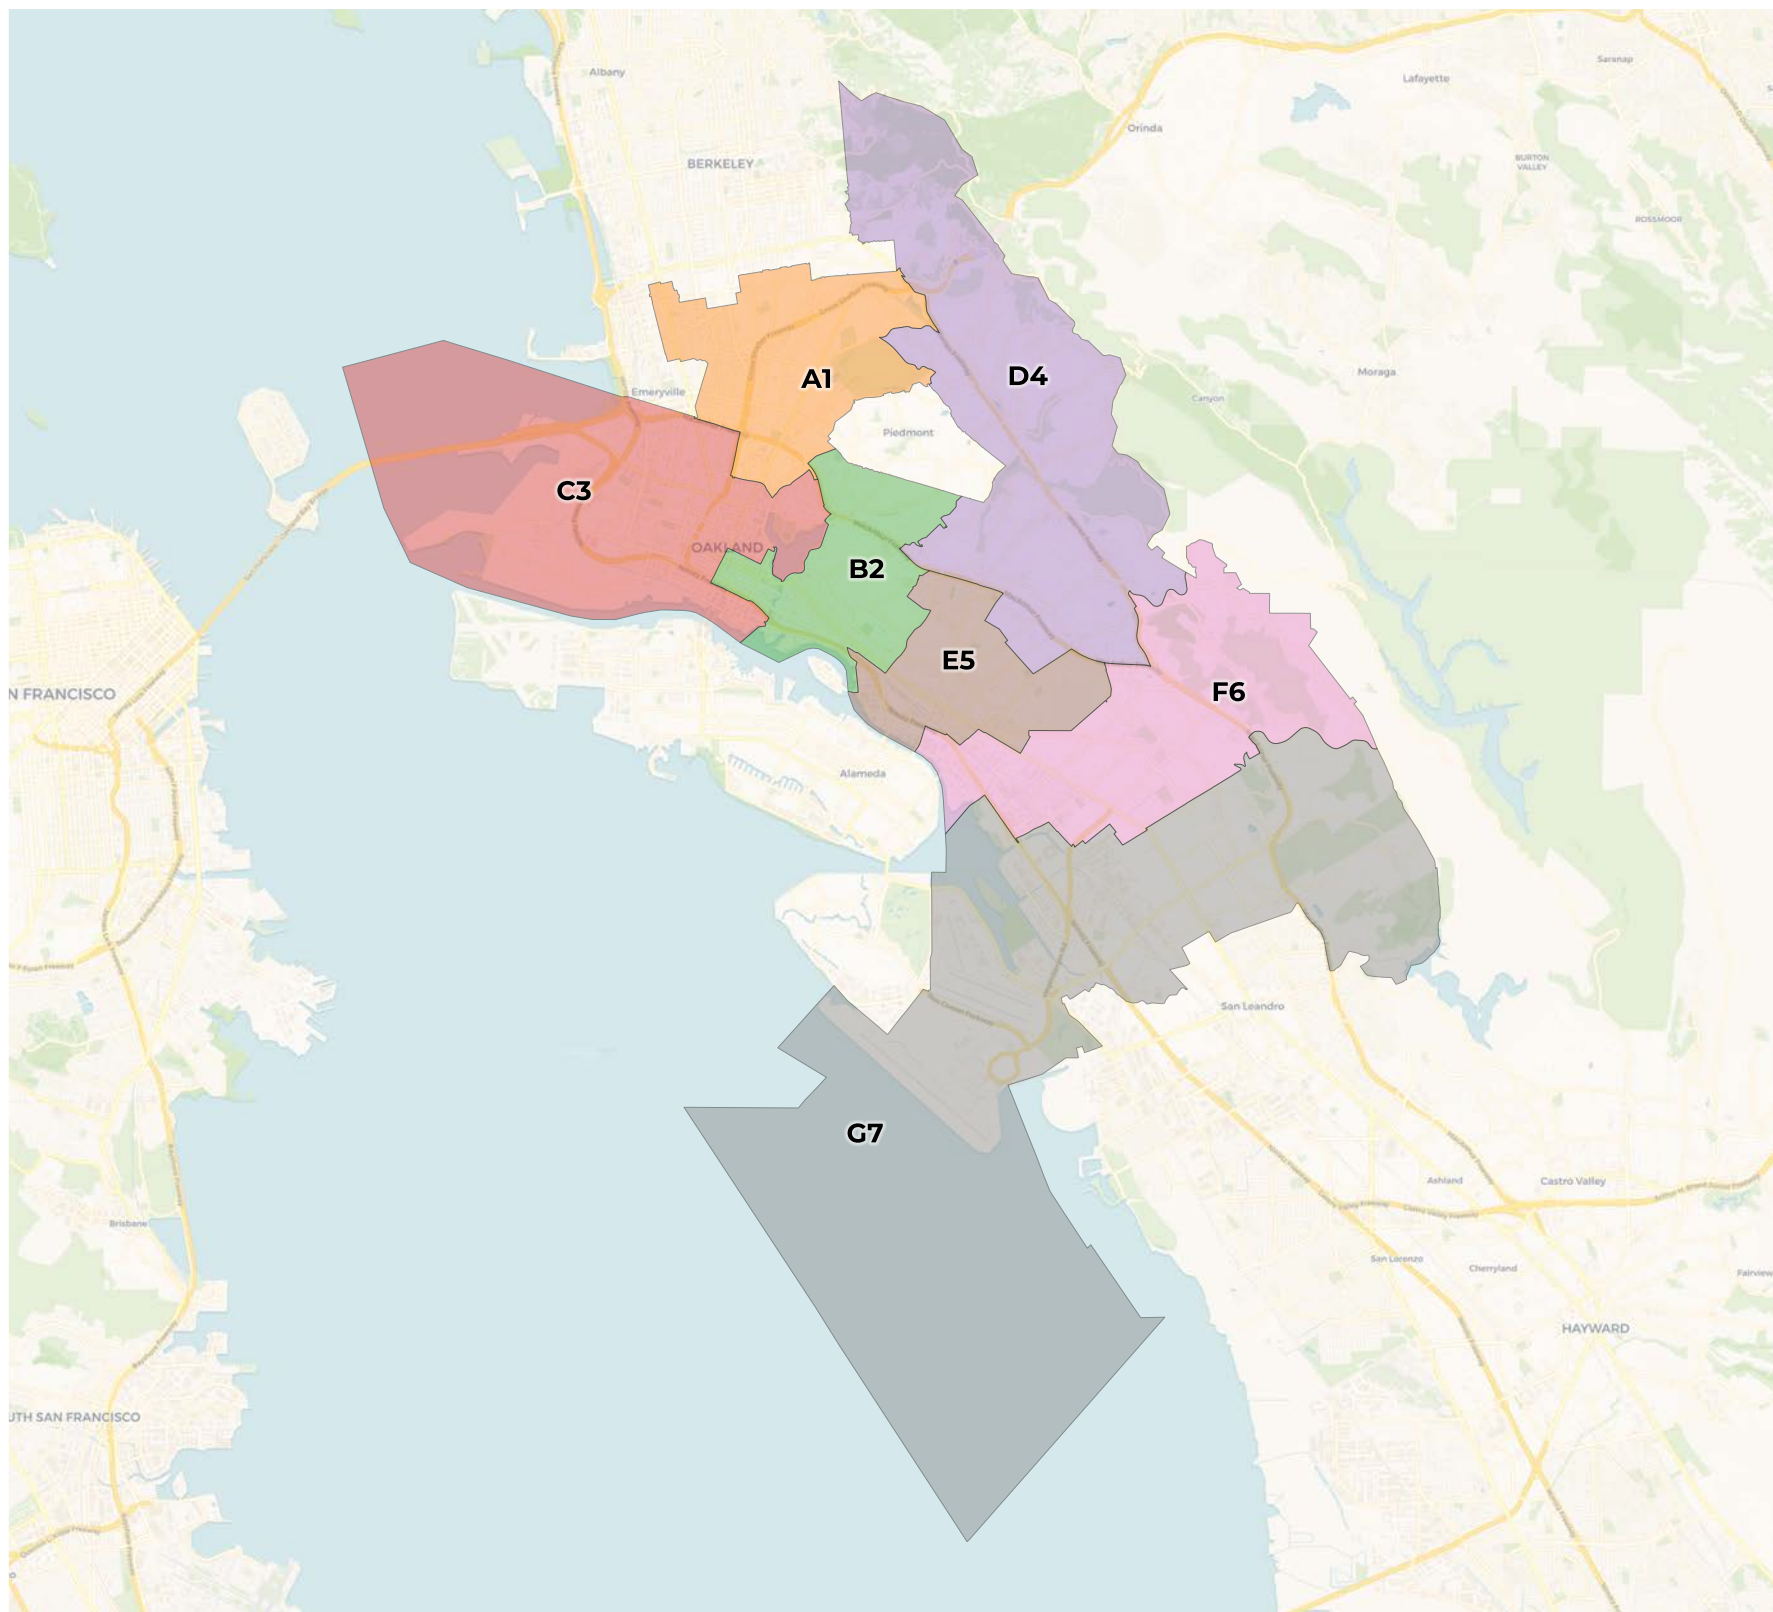 Albany
Orinda
Lafayette
Saranap
BERKELEY
BURTON
VALLEY
ROSSMOOR
Moraga
Canyon
A1
D4
Emeryville
Piedmont
C3
OAKLAND
B2
E5
F6
N FRANCISCO
Alameda
San Leandro
G7
Ashland
Castro Valley
Brisbane
San Lorenzo
Cherryland
Fairview
HAYWARD
UTH SAN FRANCISCO